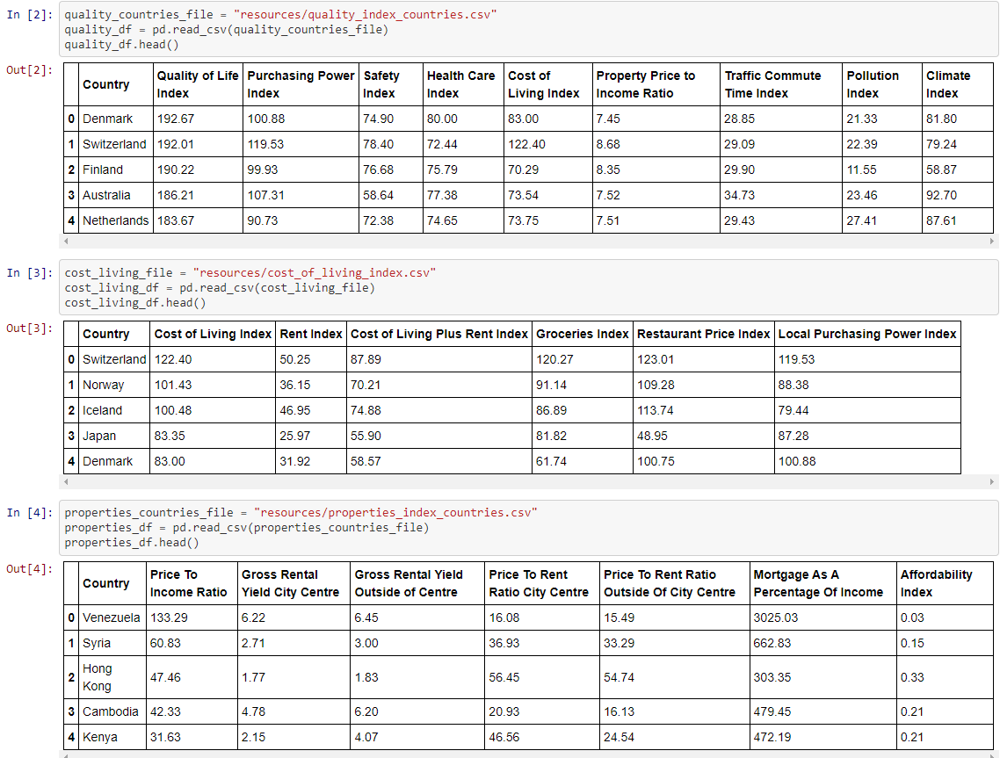 In [2]: quality_countries_file = "resources/quality_index_countries.csv"
quality_df = pd.read_csv(quality_countries_file)
quality_df.head()
Out[2]:
Country Quality of Life Index Purchasing Power Index Safety Index Health Care Index Cost of Living Index Property Price to Income Ratio Traffic Commute Time Index Pollution Index Climate Index
0 Denmark 192.67 100.88 74.90 80.00 83.00 7.45 28.85 21.33 81.80
1 Switzerland 192.01 119.53 78.40 72.44 122.40 8.68 29.09 22.39 79.24
2 Finland 190.22 99.93 76.68 75.79 70.29 8.35 29.90 11.55 58.87
3 Australia 186.21 107.31 58.64 77.38 73.54 7.52 34.73 23.46 92.70
4 Netherlands 183.67 90.73 72.38 74.65 73.75 7.51 29.43 27.41 87.61
In [3]: cost_living_file = "resources/cost_of_living_index.csv"
cost_living_df = pd.read_csv(cost_living_file)
cost_living_df.head()
Out[3]:
Country Cost of Living Index Rent Index Cost of Living Plus Rent Index Groceries Index Restaurant Price Index Local Purchasing Power Index
0 Switzerland 122.40 50.25 87.89 120.27 123.01 119.53
1 Norway 101.43 36.15 70.21 91.14 109.28 88.38
2 Iceland 100.48 46.95 74.88 86.89 113.74 79.44
3 Japan 83.35 25.97 55.90 81.82 48.95 87.28
4 Denmark 83.00 31.92 58.57 61.74 100.75 100.88
In [4]: properties_countries_file = "resources/properties_index_countries.csv"
properties_df = pd.read_csv(properties_countries_file)
properties_df.head()
Out[4]:
Country Price To Income Ratio Gross Rental Yield City Centre Gross Rental Yield Outside of Centre Price To Rent Ratio City Centre Price To Rent Ratio Outside Of City Centre Mortgage As A Percentage Of Income Affordability Index
0 Venezuela 133.29 6.22 6.45 16.08 15.49 3025.03 0.03
1 Syria 60.83 2.71 3.00 36.93 33.29 662.83 0.15
2 Hong Kong 47.46 1.77 1.83 56.45 54.74 303.35 0.33
3 Cambodia 42.33 4.78 6.20 20.93 16.13 479.45 0.21
4 Kenya 31.63 2.15 4.07 46.56 24.54 472.19 0.21